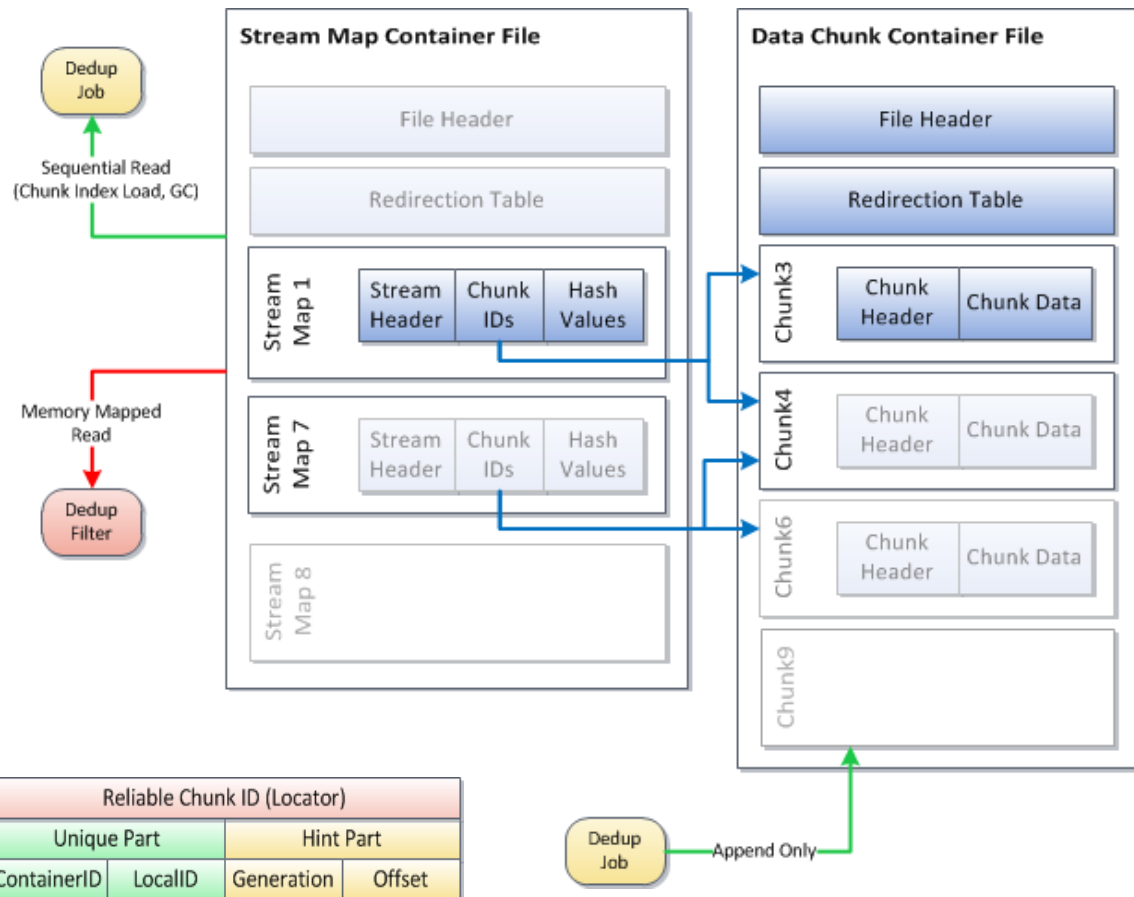 Stream Map Container File
Data Chunk Container File
Dedup
Job
Sequential Read
(Chunk Index Load, GC)
Memory Mapped
Read
Dedup
Filter
File Header
Redirection Table
Stream
Map 1
Stream
Header
Chunk
IDs
Hash
Values
Stream
Map 7
Stream
Header
Chunk
IDs
Hash
Values
Stream
Map 8
File Header
Redirection Table
Chunk3
Chunk
Header
Chunk Data
Chunk4
Chunk
Header
Chunk Data
Chunk6
Chunk
Header
Chunk Data
Chunk9
Reliable Chunk ID (Locator)
Unique Part
Hint Part
ContainerID
LocalID
Generation
Offset
Dedup
Job
Append Only